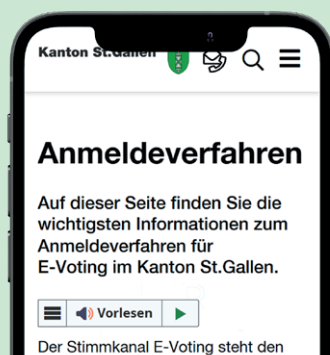 Kanton St.Gallen
Anmeldeverfahren
Auf dieser Seite finden Sie die
wichtigsten Informationen zum
Anmeldeverfahren für
E-Voting im Kanton St.Gallen.
Vorlesen
Der Stimmkanal E-Voting steht den